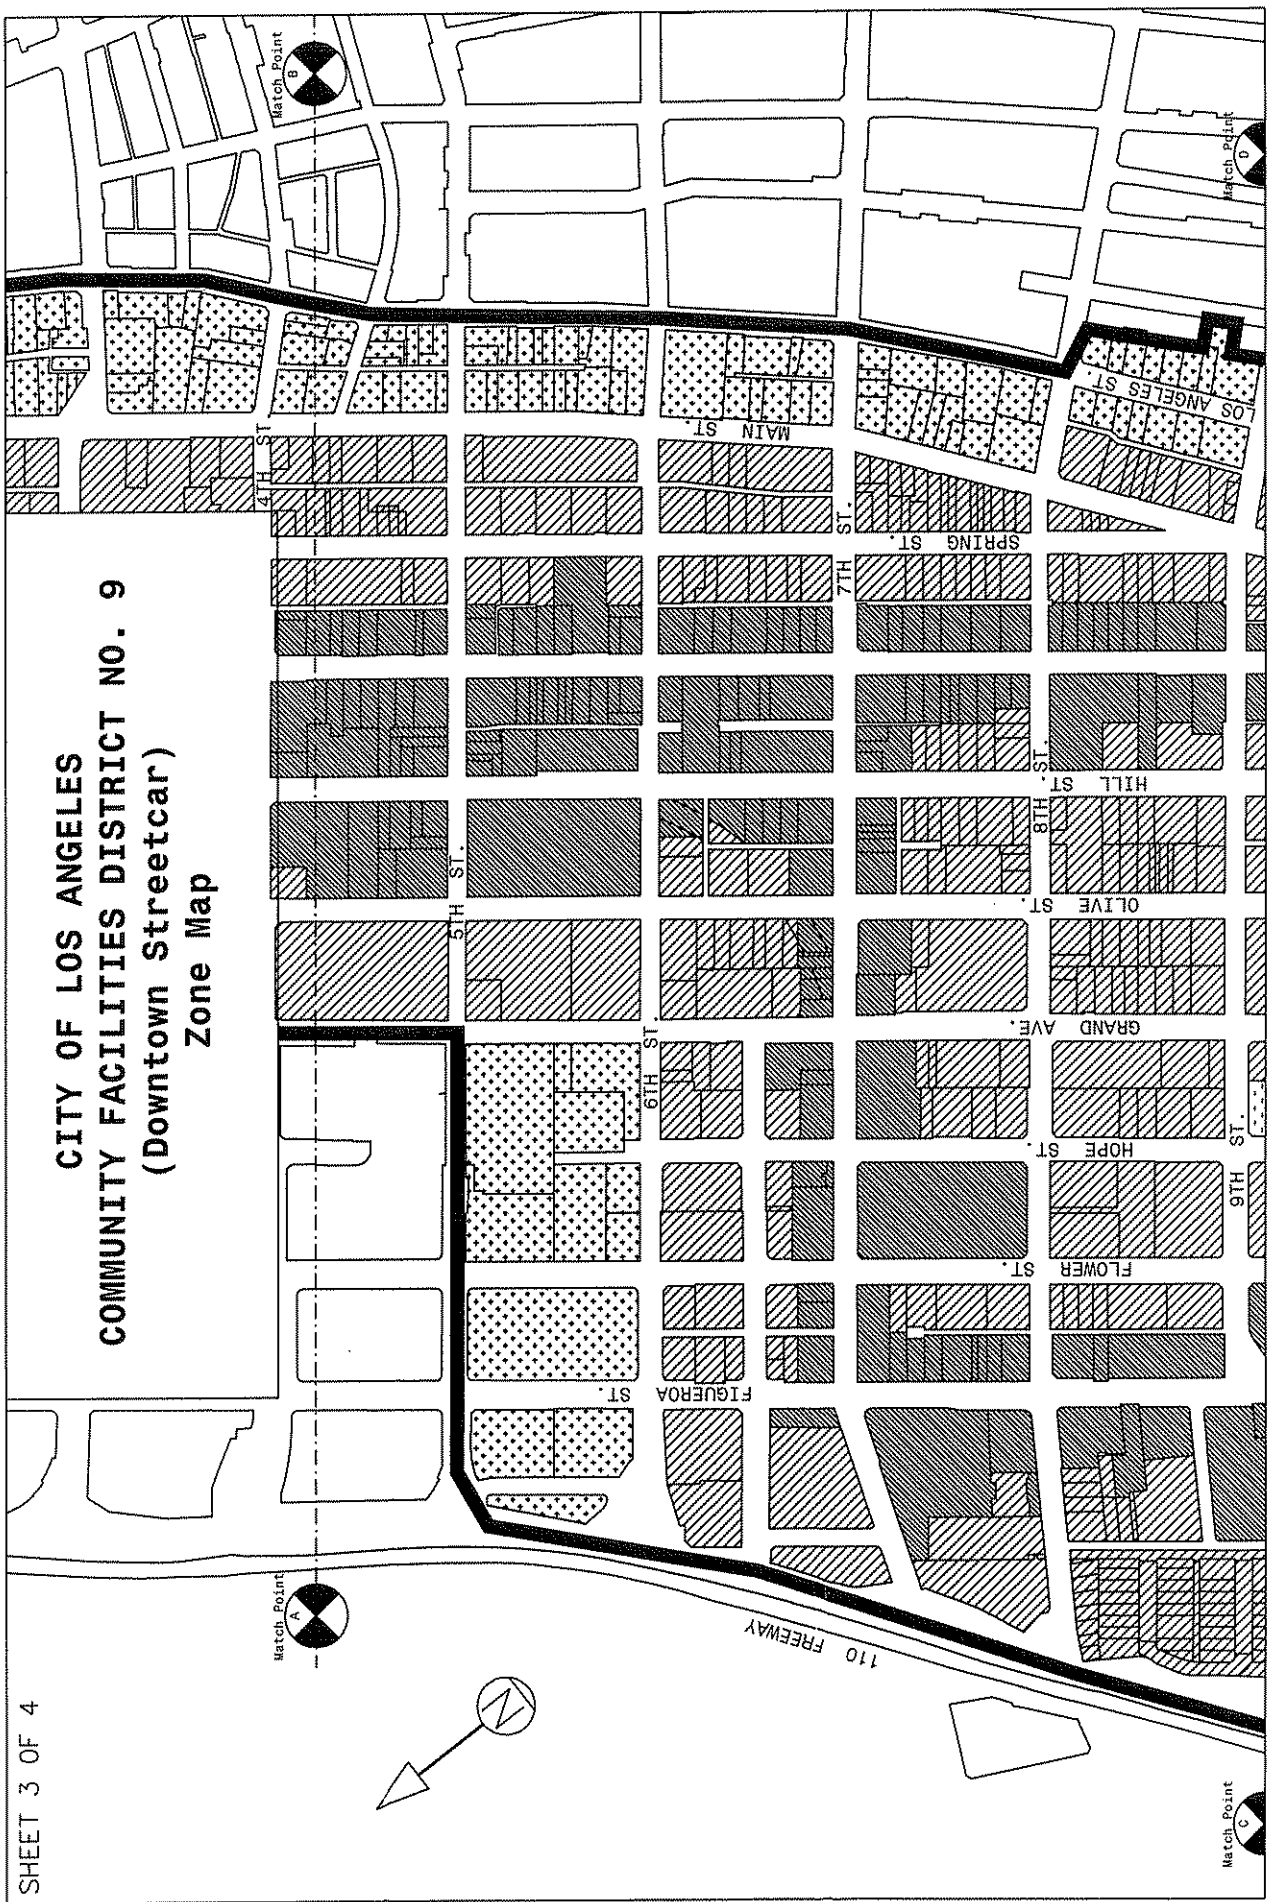 SHEET 3 OF 4
CITY OF LOS ANGELES
COMMUNITY FACILITIES DISTRICT NO. 9
(Downtown Streetcar)
Zone Map
Match Point
A
Match Point
B
4TH ST.
5TH ST.
6TH ST.
7TH ST.
8TH ST.
9TH ST.
110 FREEWAY
FIGUEROA ST.
FLOWER ST.
HOPE ST.
GRAND AVE.
OLIVE ST.
HILL ST.
SPRING ST.
MAIN ST.
LOS ANGELES ST.
N
Match Point
C
Match Point
D